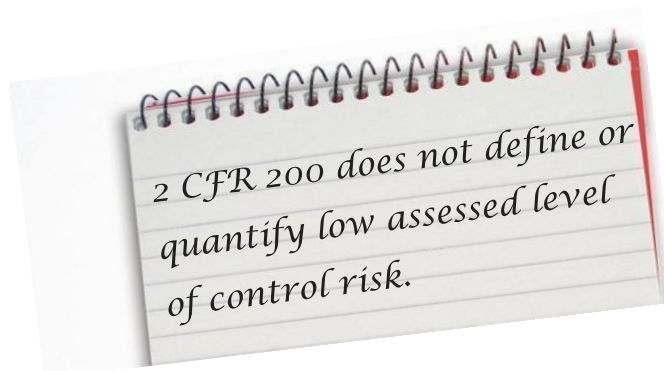 2 CFR 200 does not define or
quantify low assessed level
of control risk.